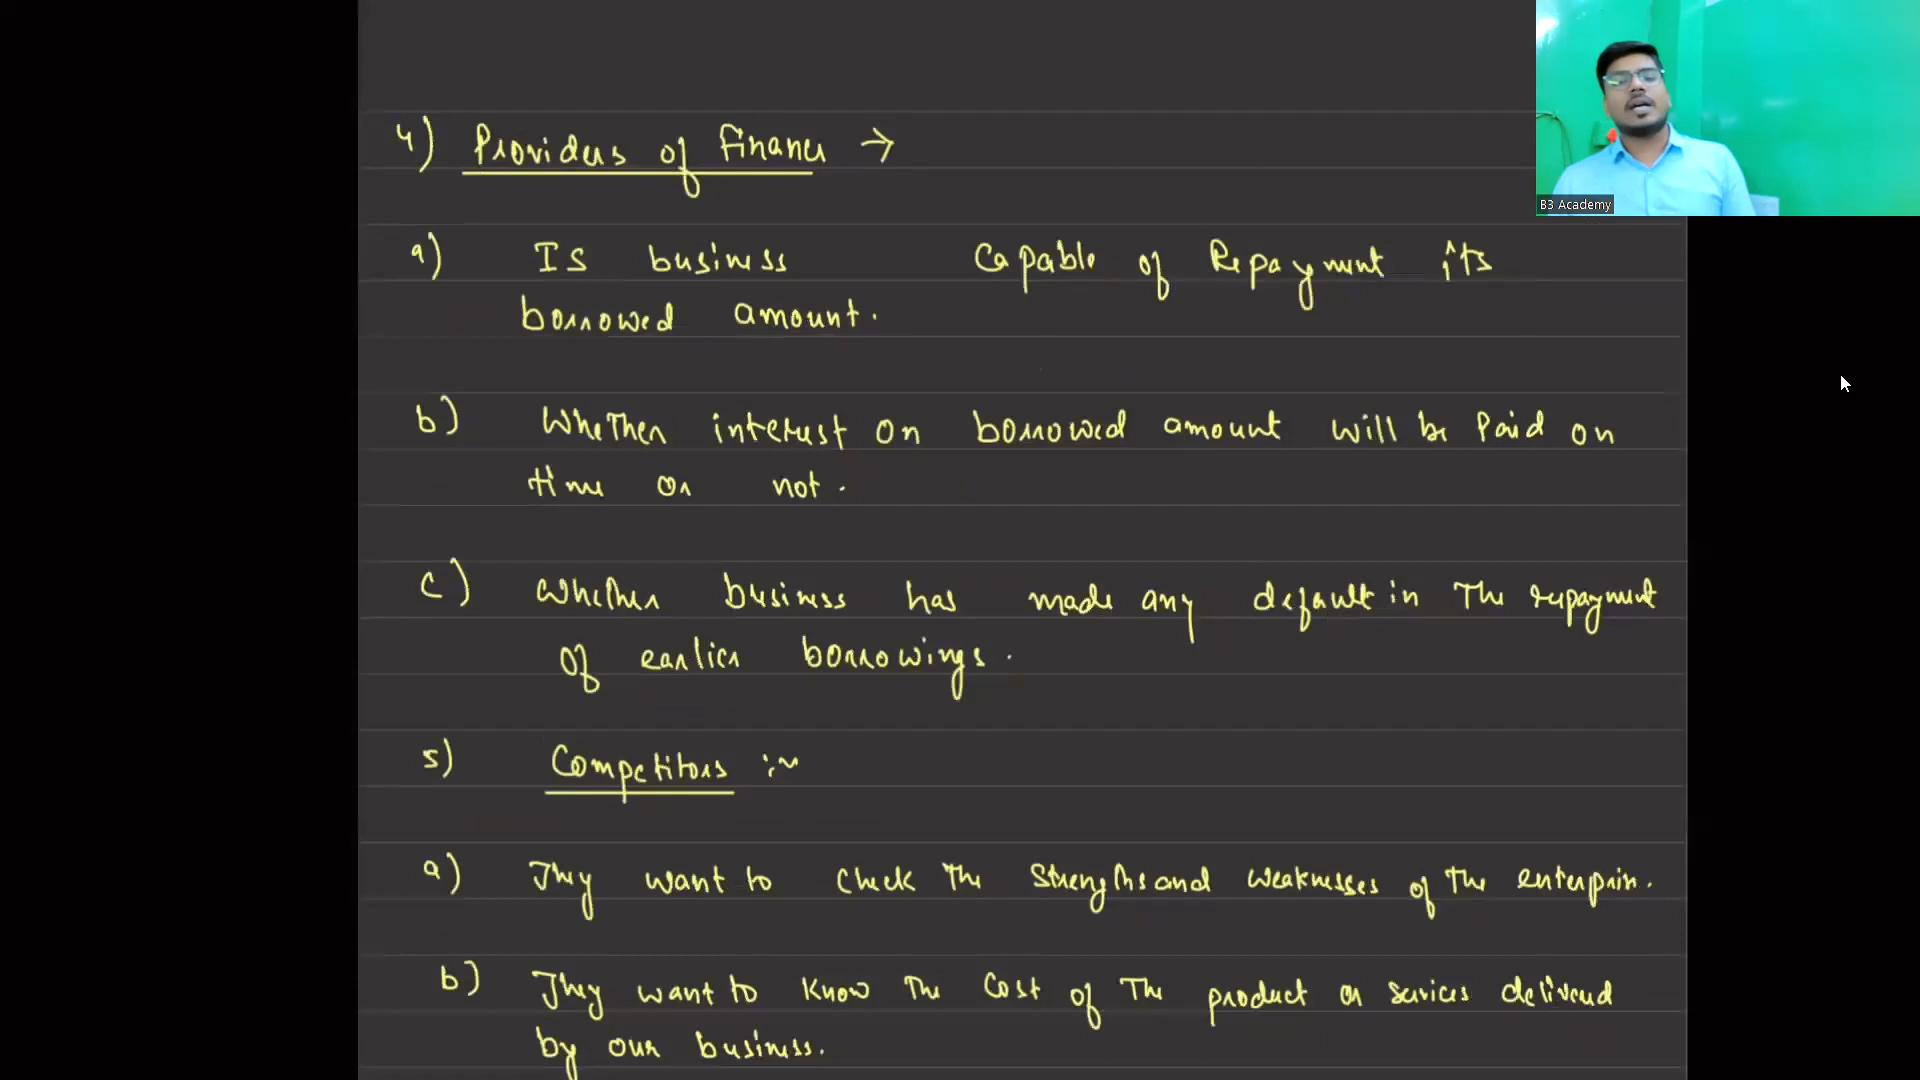 4) Providers of finance →
B3 Academy
a) Is business capable of Repayment its
borrowed amount.
b) Whether interest on borrowed amount will be Paid on
time or not.
c) Whether business has made any default in The repayment
of earlier borrowings.
5) Competitors :~
a) They want to check The Strengths and weaknesses of The enterprise.
b) They want to Know The Cost of The product or services delivered
by our business.